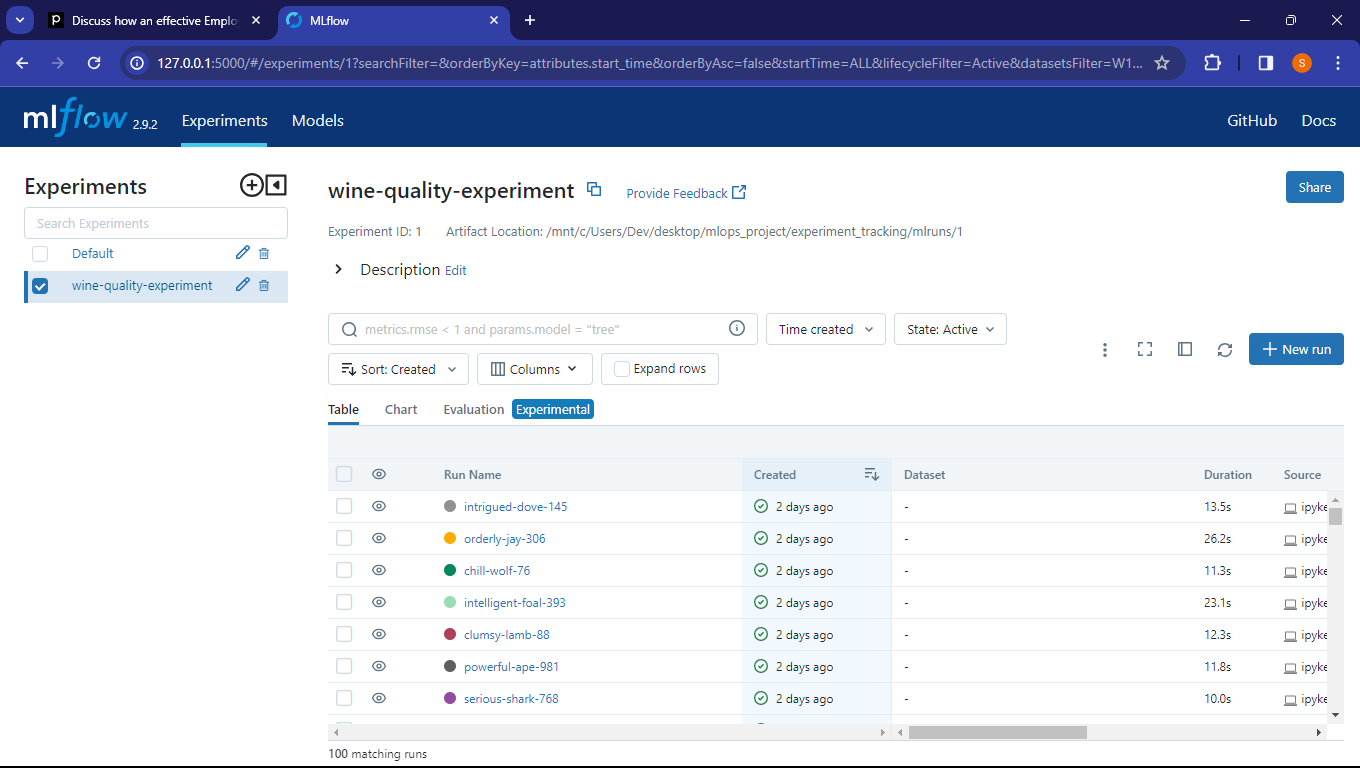 Discuss how an effective Emplo
MLflow
127.0.0.1:5000/#/experiments/1?searchFilter=&orderByKey=attributes.start_time&orderByAsc=false&startTime=ALL&lifecycleFilter=Active&datasetsFilter=W1...
S
mlflow 2.9.2 Experiments Models GitHub Docs
Experiments
Search Experiments
Default
wine-quality-experiment
wine-quality-experiment Provide Feedback Share
Experiment ID: 1 Artifact Location: /mnt/c/Users/Dev/desktop/mlops_project/experiment_tracking/mlruns/1
Description Edit
metrics.rmse < 1 and params.model = "tree" Time created State: Active
New run
Sort: Created Columns Expand rows
Table Chart Evaluation Experimental
Run Name Created Dataset Duration Source
intrigued-dove-145 2 days ago - 13.5s ipyke
orderly-jay-306 2 days ago - 26.2s ipyke
chill-wolf-76 2 days ago - 11.3s ipyke
intelligent-foal-393 2 days ago - 23.1s ipyke
clumsy-lamb-88 2 days ago - 12.3s ipyke
powerful-ape-981 2 days ago - 11.8s ipyke
serious-shark-768 2 days ago - 10.0s ipyke
100 matching runs